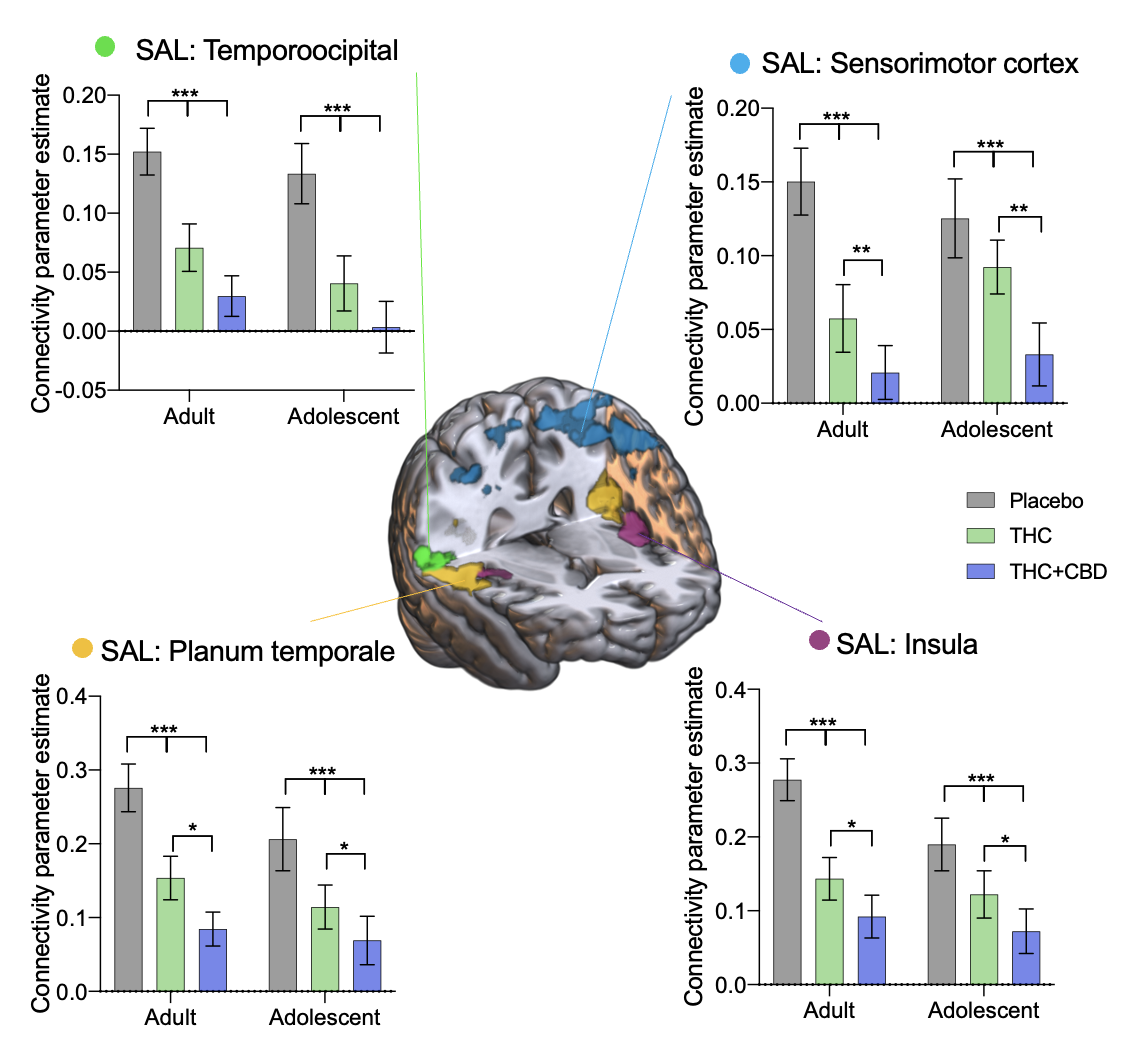 SAL: Temporoocipital
Connectivity parameter estimate
0.20
0.15
0.10
0.05
0.00
-0.05
***
***
Adult
Adolescent
SAL: Sensorimotor cortex
Connectivity parameter estimate
0.20
0.15
0.10
0.05
0.00
***
**
***
**
Adult
Adolescent
Placebo
THC
THC+CBD
SAL: Planum temporale
Connectivity parameter estimate
0.4
0.3
0.2
0.1
0.0
***
*
***
*
Adult
Adolescent
SAL: Insula
Connectivity parameter estimate
0.4
0.3
0.2
0.1
0.0
***
*
***
*
Adult
Adolescent